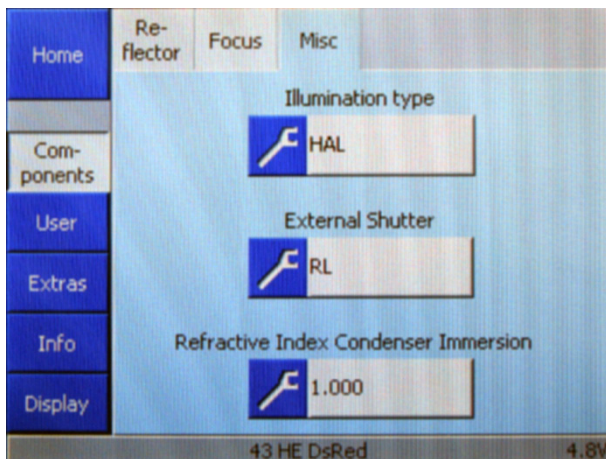 Home
Re-
flector
Focus
Misc
Illumination type
HAL
Com-
ponents
User
External Shutter
RL
Extras
Info
Refractive Index Condenser Immersion
1.000
Display
43 HE DsRed
4.8V